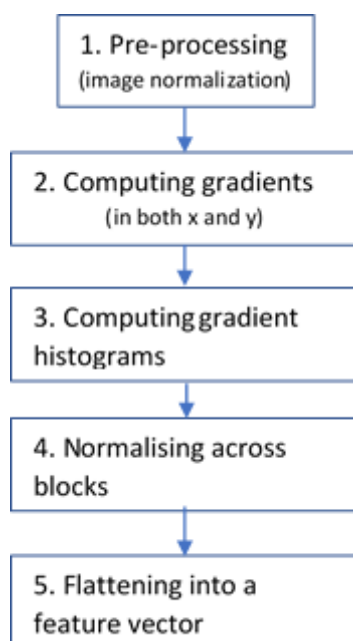 1. Pre-processing
(image normalization)
2. Computing gradients
(in both x and y)
3. Computing gradient
histograms
4. Normalising across
blocks
5. Flattening into a
feature vector